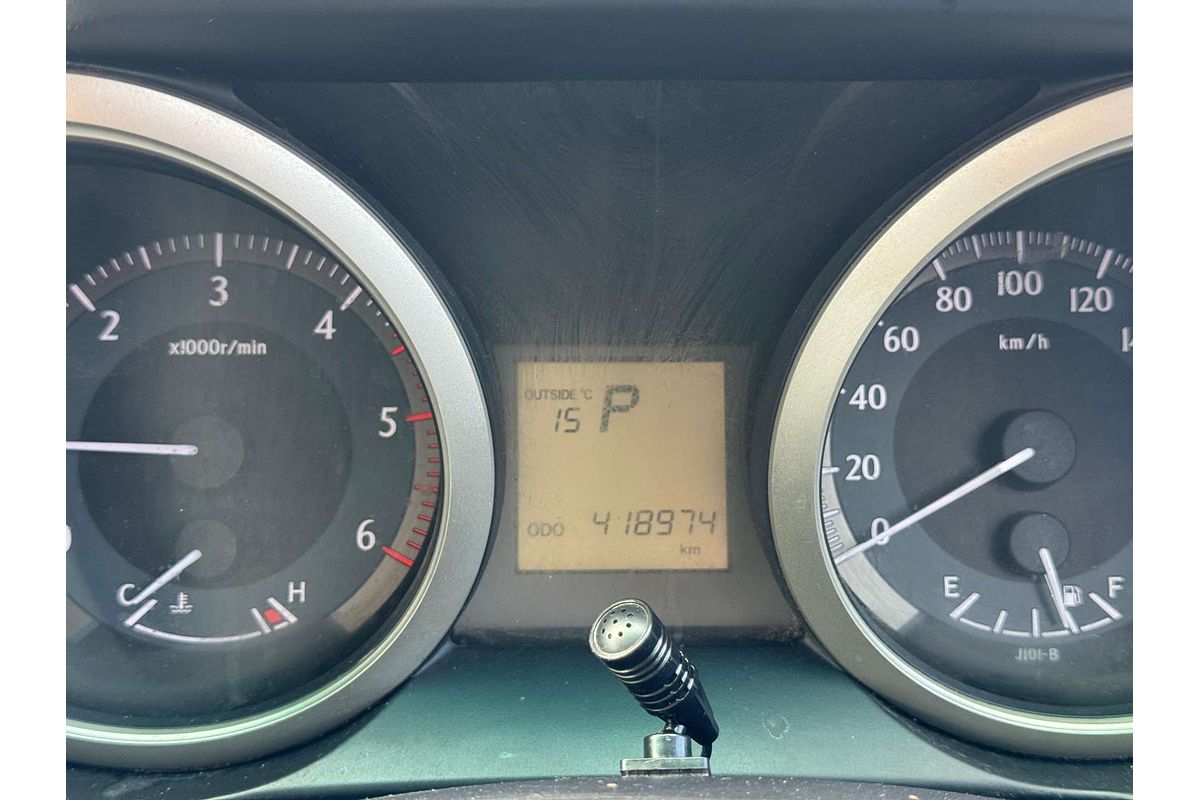 2 3 4 5 6
x1000r/min
C H
OUTSIDE °C P
15
ODO 418974
km
0 20 40 60 80 100 120
km/h
E F
J101-B